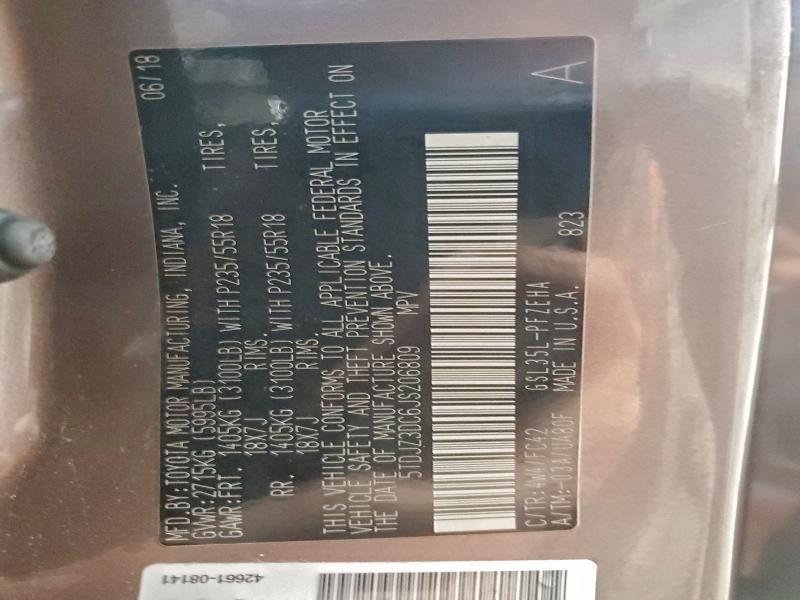 MFD.BY:TOYOTA MOTOR MANUFACTURING, INDIANA, INC. 06/18
GVWR:2715KG (5995LB)
GAWR:FRT. 1405KG (3100LB) WITH P235/55R18 TIRES,
18X7J RIMS.
RR. 1405KG (3100LB) WITH P235/55R18 TIRES,
18X7J RIMS.
THIS VEHICLE CONFORMS TO ALL APPLICABLE FEDERAL MOTOR
VEHICLE SAFETY AND THEFT PREVENTION STANDARDS IN EFFECT ON
THE DATE OF MANUFACTURE SHOWN ABOVE.
5TDJZ3DC6JS206809 MPV
C/TR:4W4/FC42 GSL35L-PFZEHA A
A/TM:-03A/UA80F MADE IN U.S.A. 823
42661-08141